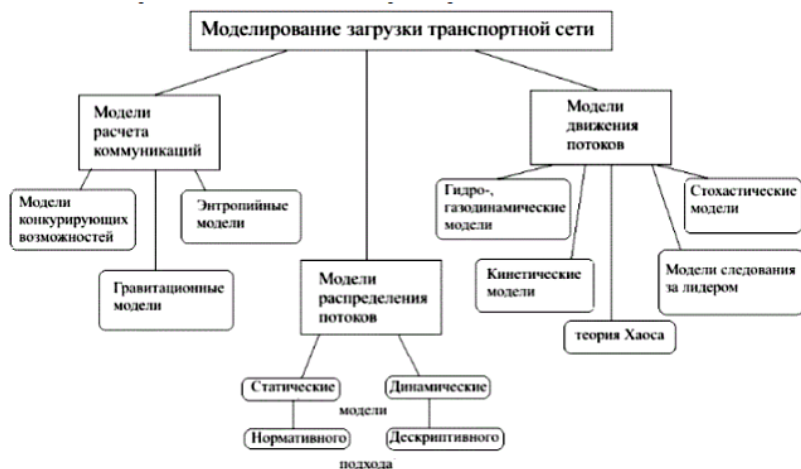 Моделирование загрузки транспортной сети
Модели
расчета
коммуникаций
Модели
конкурирующих
возможностей
Энтропийные
модели
Гравитационные
модели
Модели
распределения
потоков
Статические
Динамические
модели
Нормативного
Дескриптивного
подхода
Модели
движения
потоков
Гидро-,
газодинамические
модели
Стохастические
модели
Кинетические
модели
Модели следования
за лидером
теория Хаоса